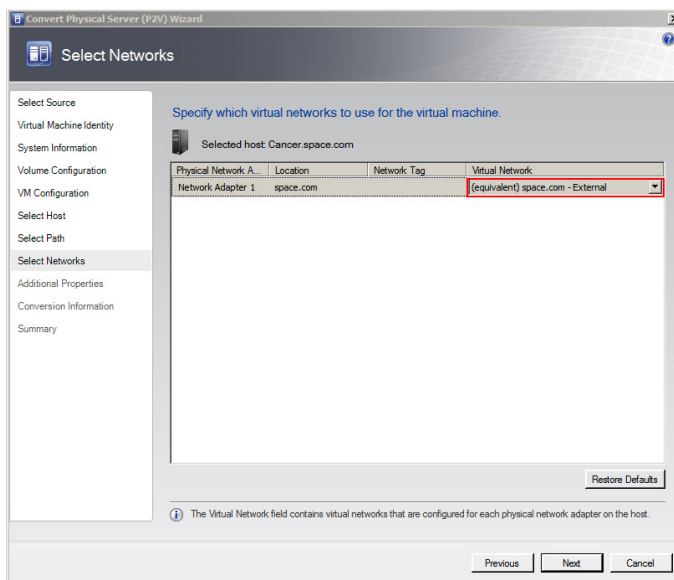 Convert Physical Server (P2V) Wizard
Select Networks
Select Source
Virtual Machine Identity
System Information
Volume Configuration
VM Configuration
Select Host
Select Path
Select Networks
Additional Properties
Conversion Information
Summary
Specify which virtual networks to use for the virtual machine.
Selected host: Cancer.space.com
Physical Network A... Location Network Tag Virtual Network
Network Adapter 1 space.com (equivalent) space.com - External
Restore Defaults
The Virtual Network field contains virtual networks that are configured for each physical network adapter on the host.
Previous Next Cancel